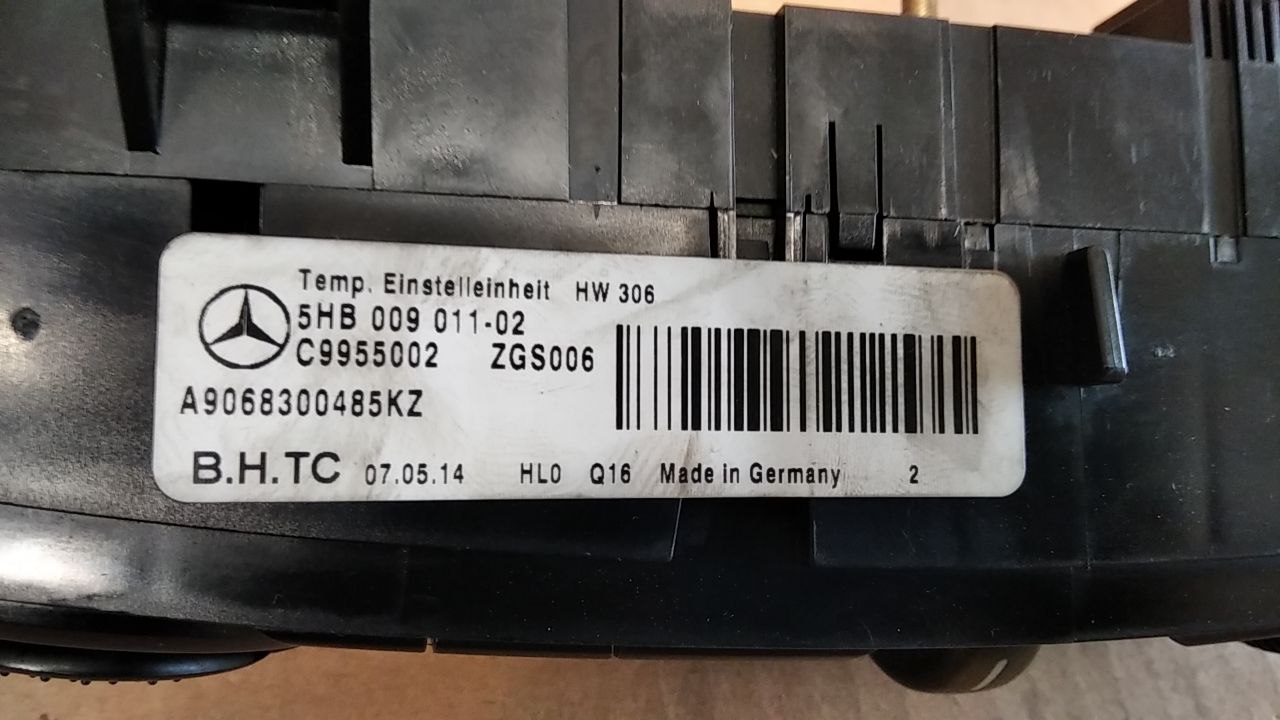 Temp. Einstelleinheit HW 306
5HB 009 011-02
C9955002 ZGS006
A9068300485KZ
B.H.TC 07.05.14 HL0 Q16 Made in Germany 2